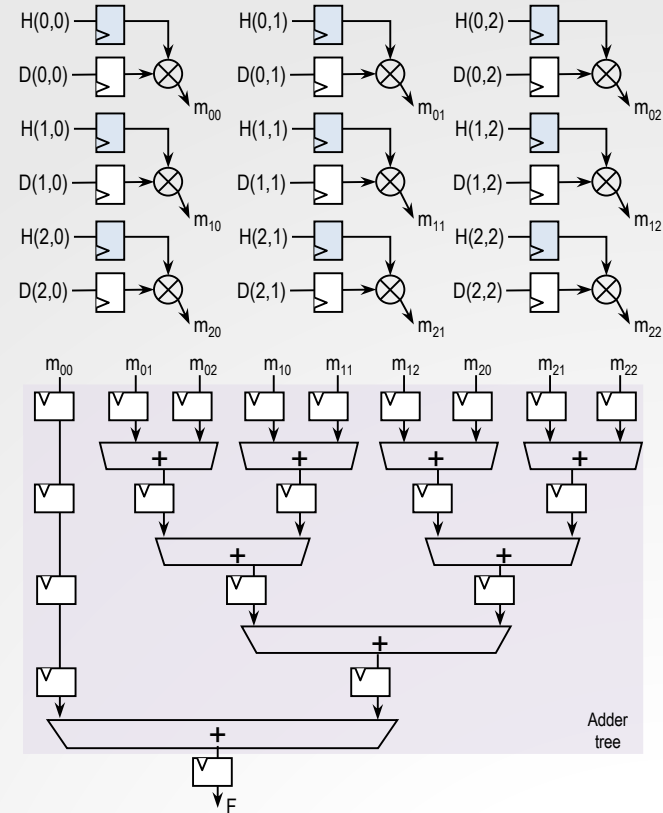 H(0,0) H(0,1) H(0,2)
D(0,0) D(0,1) D(0,2)
m00 m01 m02
H(1,0) H(1,1) H(1,2)
D(1,0) D(1,1) D(1,2)
m10 m11 m12
H(2,0) H(2,1) H(2,2)
D(2,0) D(2,1) D(2,2)
m20 m21 m22
m00 m01 m02 m10 m11 m12 m20 m21 m22
+ + + +
+ +
+
+
Adder
tree
F